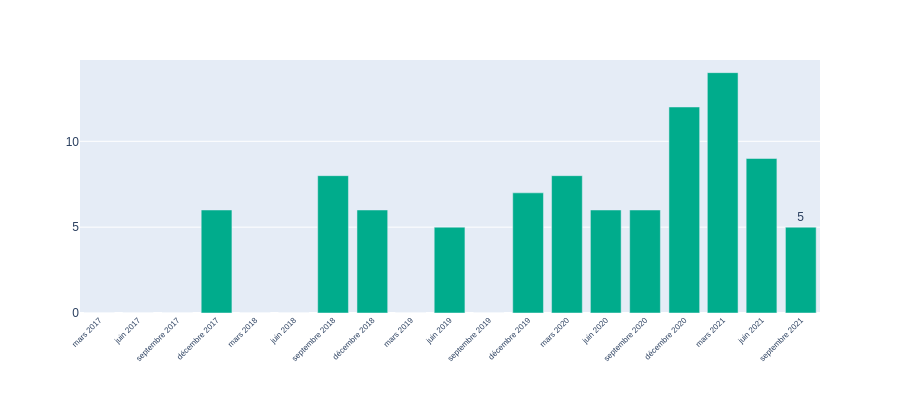 10
5
5
0
mars 2017
juin 2017
septembre 2017
décembre 2017
mars 2018
juin 2018
septembre 2018
décembre 2018
mars 2019
juin 2019
septembre 2019
décembre 2019
mars 2020
juin 2020
septembre 2020
décembre 2020
mars 2021
juin 2021
septembre 2021